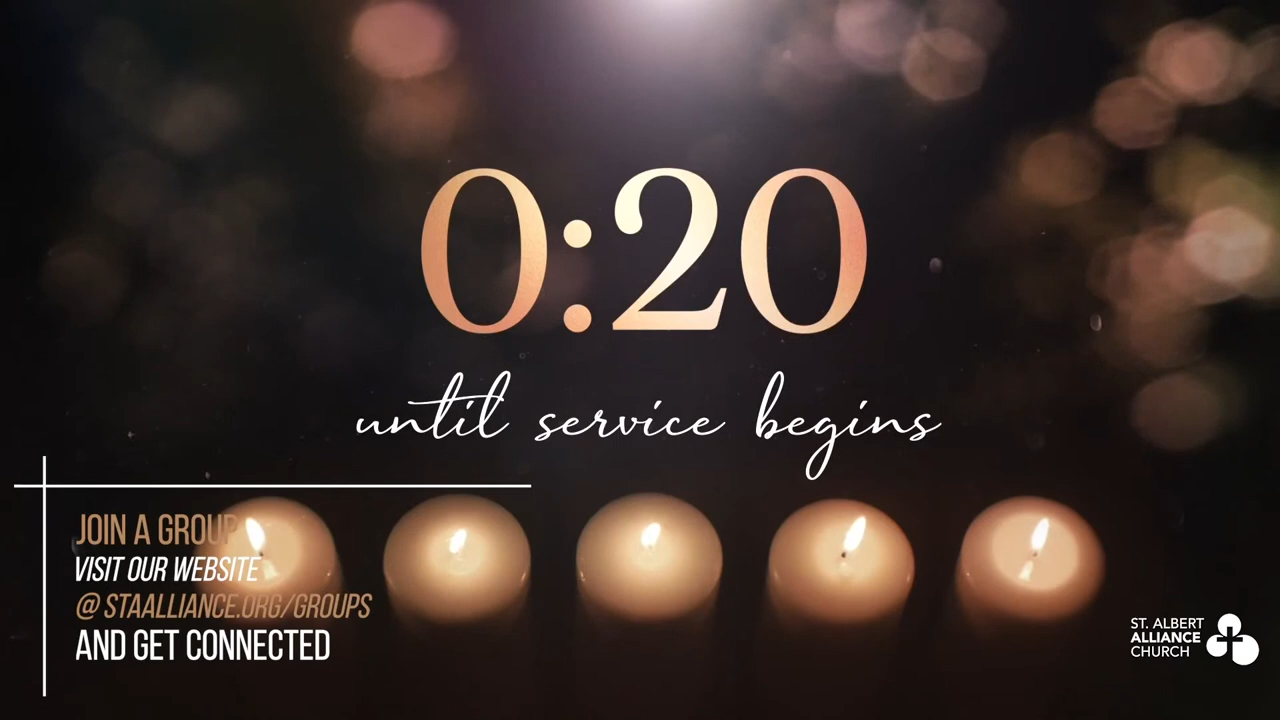 0:20
until service begins
JOIN A GROUP
VISIT OUR WEBSITE
@ STAALLIANCE.ORG/GROUPS
AND GET CONNECTED
ST. ALBERT
ALLIANCE
CHURCH